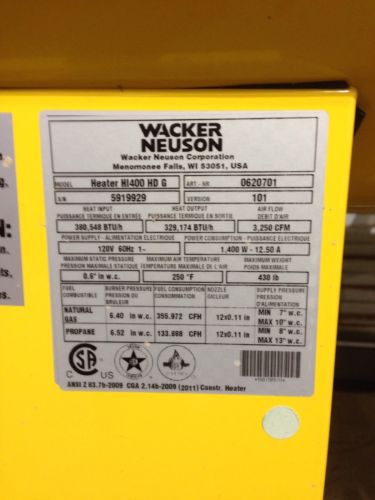 WACKER
NEUSON
Wacker Neuson Corporation
Menomonee Falls, WI 53051, USA
MODEL Heater HI400 HD G ART.-NR 0620701
S/N 5919929 VERSION 101
HEAT INPUT HEAT OUTPUT AIR FLOW
PUISSANCE TERMIQUE EN ENTRÉE PUISSANCE TERMIQUE EN SORTIE DEBIT D'AIR
380,548 BTU/h 329,174 BTU/h 3,250 CFM
POWER SUPPLY - ALIMENTATION ÉLECTRIQUE POWER CONSUMPTION - PUISSANCE ÉLECTRIQUE
120V 60Hz 1~ 1,400 W - 12.50 A
MAXIMUM STATIC PRESSURE MAXIMUM AIR TEMPERATURE MAXIMUM WEIGHT
PRESSION MAXIMALE STATIQUE TEMPÉRATURE MAXIMALE DE L'AIR POIDS MAXIMALE
0.6" in w.c. 250 °F 430 lb
FUEL BURNER PRESSURE FUEL CONSUMPTION NOZZLE SUPPLY PRESSURE
COMBUSTIBLE PRESSION DU BRULEUR CONSOMMATION GICLEUR PRESSION D'ALIMENTATION
NATURAL GAS 6.40 in w.c. 355.972 CFH 12x0.11 in MIN 7" w.c. MAX 10" w.c.
PROPANE 6.52 in w.c. 133.668 CFH 12x0.11 in MIN 8" w.c. MAX 13" w.c.
C US
ANSI Z 83.7b-2009 CGA 2.14b-2009 (2011) Constr. Heater